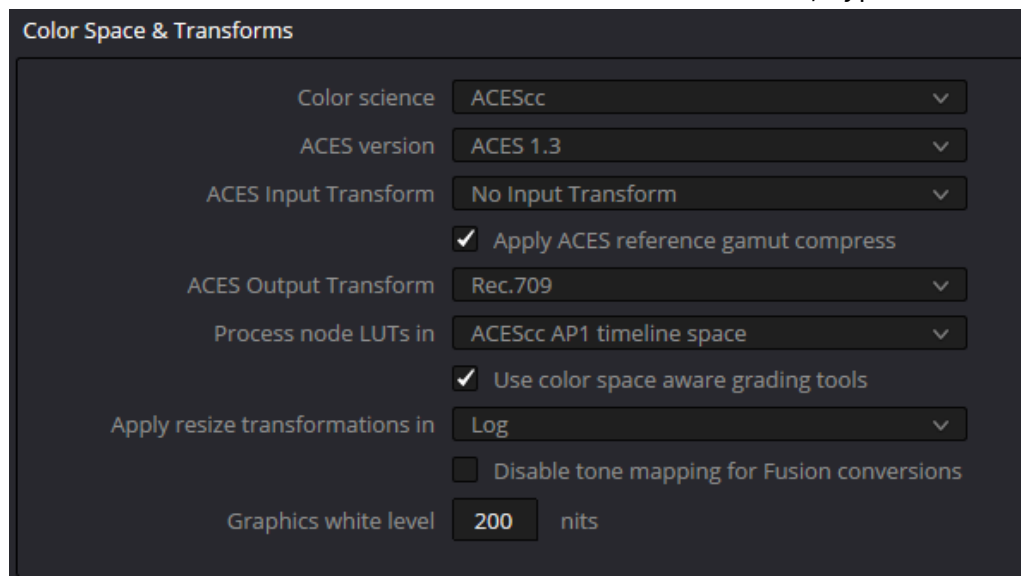 Color Space & Transforms
Color science ACEScc
ACES version ACES 1.3
ACES Input Transform No Input Transform
Apply ACES reference gamut compress
ACES Output Transform Rec.709
Process node LUTs in ACEScc AP1 timeline space
Use color space aware grading tools
Apply resize transformations in Log
Disable tone mapping for Fusion conversions
Graphics white level 200 nits